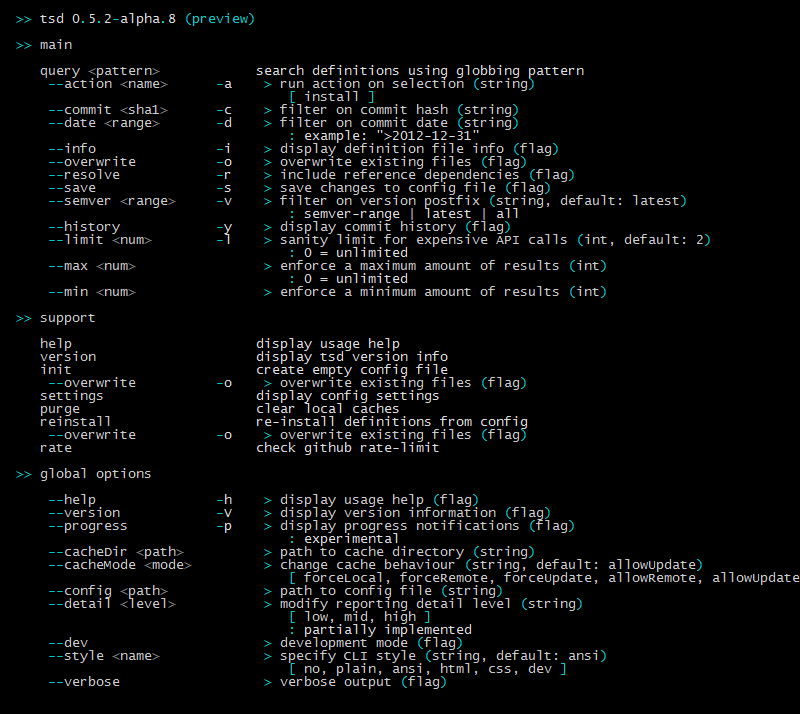 >> tsd 0.5.2-alpha.8 (preview)
>> main
query <pattern> search definitions using globbing pattern
--action <name> -a > run action on selection (string)
[ install ]
--commit <sha1> -c > filter on commit hash (string)
--date <range> -d > filter on commit date (string)
: example: ">2012-12-31"
--info -i > display definition file info (flag)
--overwrite -o > overwrite existing files (flag)
--resolve -r > include reference dependencies (flag)
--save -s > save changes to config file (flag)
--semver <range> -v > filter on version postfix (string, default: latest)
: semver-range | latest | all
--history -y > display commit history (flag)
--limit <num> -l > sanity limit for expensive API calls (int, default: 2)
: 0 = unlimited
--max <num> > enforce a maximum amount of results (int)
: 0 = unlimited
--min <num> > enforce a minimum amount of results (int)
>> support
help display usage help
version display tsd version info
init create empty config file
--overwrite -o > overwrite existing files (flag)
settings display config settings
purge clear local caches
reinstall re-install definitions from config
--overwrite -o > overwrite existing files (flag)
rate check github rate-limit
>> global options
--help -h > display usage help (flag)
--version -V > display version information (flag)
--progress -p > display progress notifications (flag)
: experimental
--cacheDir <path> > path to cache directory (string)
--cacheMode <mode> > change cache behaviour (string, default: allowUpdate)
[ forceLocal, forceRemote, forceUpdate, allowRemote, allowUpdate
--config <path> > path to config file (string)
--detail <level> > modify reporting detail level (string)
[ low, mid, high ]
: partially implemented
--dev > development mode (flag)
--style <name> > specify CLI style (string, default: ansi)
[ no, plain, ansi, html, css, dev ]
--verbose > verbose output (flag)